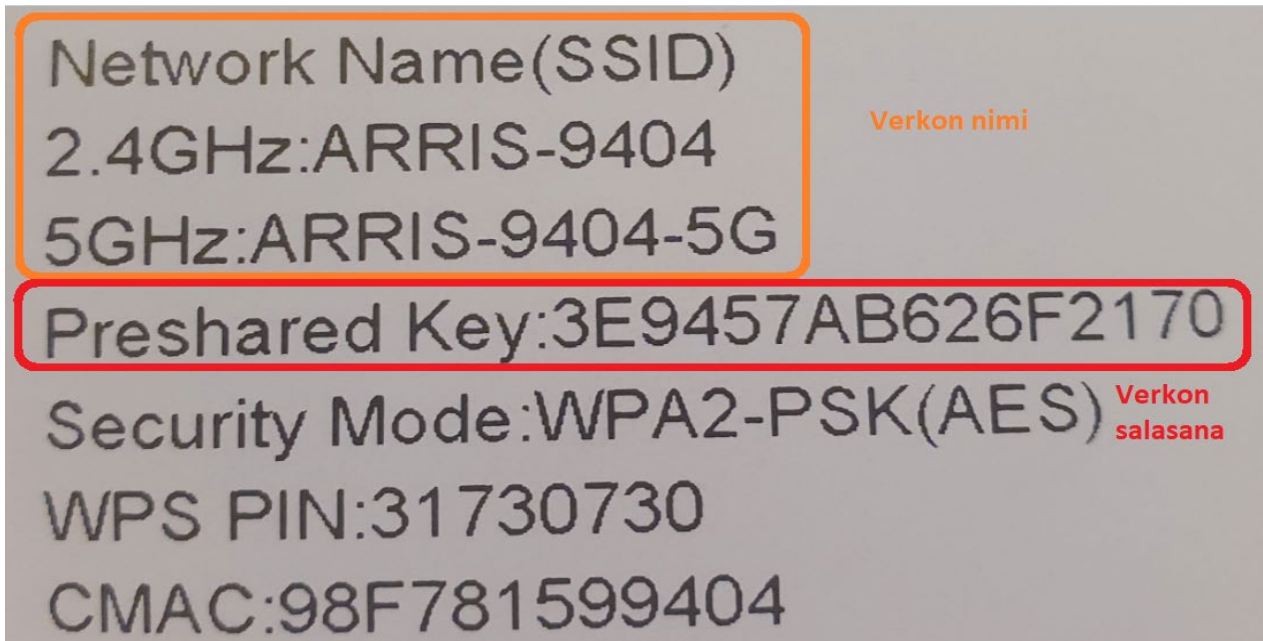 Network Name(SSID)
2.4GHz:ARRIS-9404
5GHz:ARRIS-9404-5G
Verkon nimi
Preshared Key:3E9457AB626F2170
Security Mode:WPA2-PSK(AES)
Verkon
salasana
WPS PIN:31730730
CMAC:98F781599404